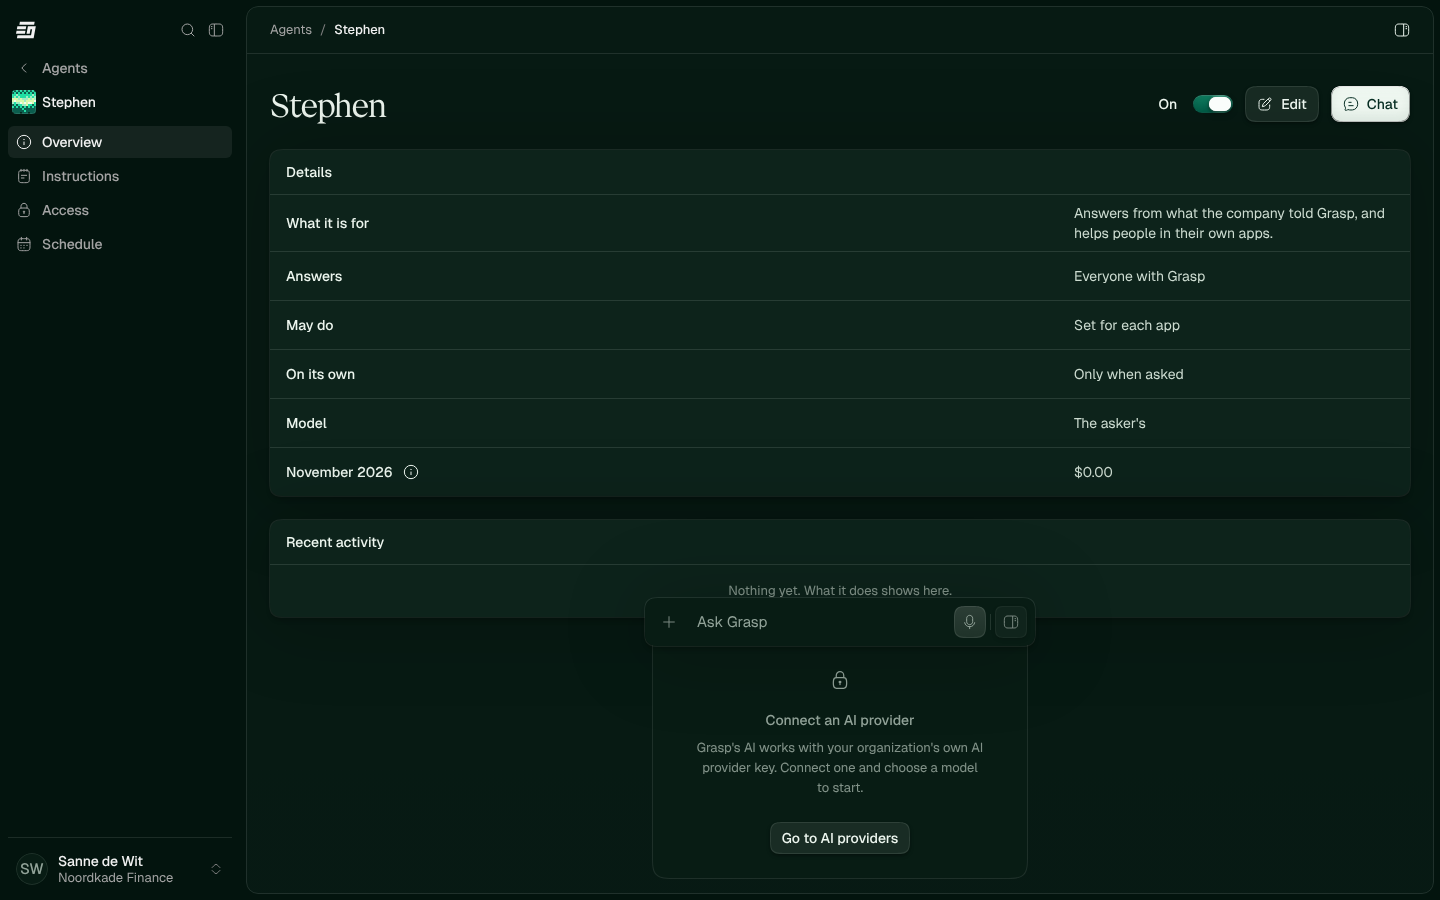 Agents / Stephen
Agents
Stephen
Overview
Instructions
Access
Schedule
Stephen
On
Edit
Chat
Details
What it is for
Answers from what the company told Grasp, and
helps people in their own apps.
Answers
Everyone with Grasp
May do
Set for each app
On its own
Only when asked
Model
The asker's
November 2026
$0.00
Recent activity
Nothing yet. What it does shows here.
Ask Grasp
Connect an AI provider
Grasp's AI works with your organization's own AI
provider key. Connect one and choose a model
to start.
Go to AI providers
SW
Sanne de Wit
Noordkade Finance